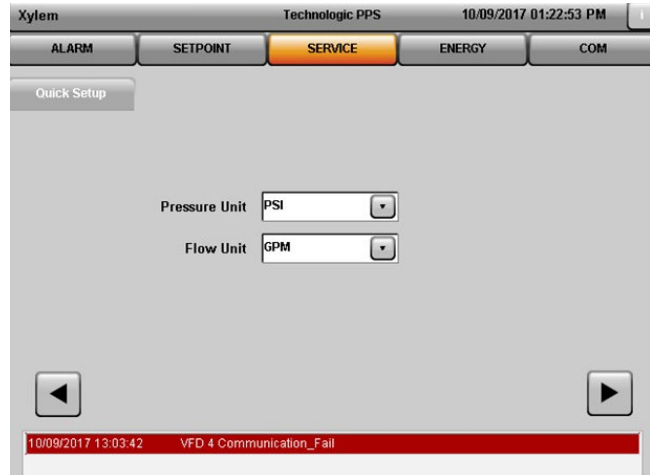 Xylem Technologic PPS 10/09/2017 01:22:53 PM
ALARM SETPOINT SERVICE ENERGY COM
Quick Setup
Pressure Unit PSI
Flow Unit GPM
10/09/2017 13:03:42 VFD 4 Communication_Fail